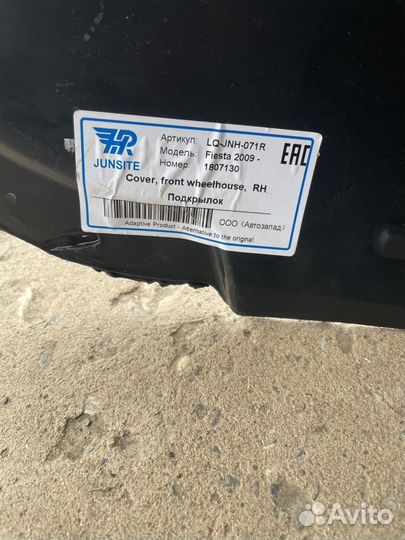 JR
JUNSITE
Артикул: LQ-JNH-071R
Модель: Fiesta 2009 -
Номер: 1807130
EAC
Cover, front wheelhouse, RH
Подкрылок
ООО «Автозапад»
Adaptive Product - Alternative to the original
Avito